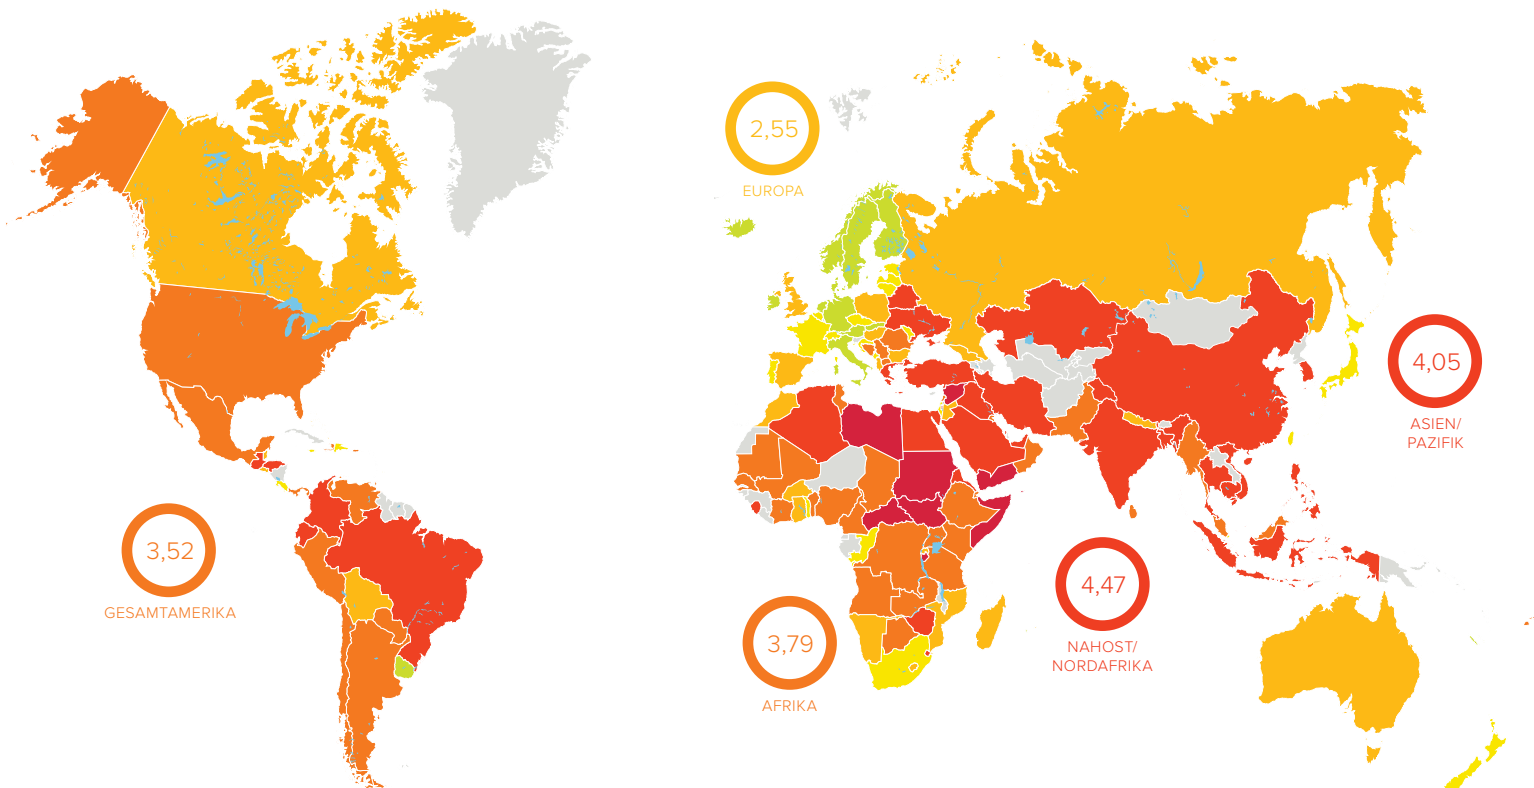 2,55
EUROPA
4,05
ASIEN/
PAZIFIK
3,52
GESAMTAMERIKA
4,47
NAHOST/
NORDAFRIKA
3,79
AFRIKA